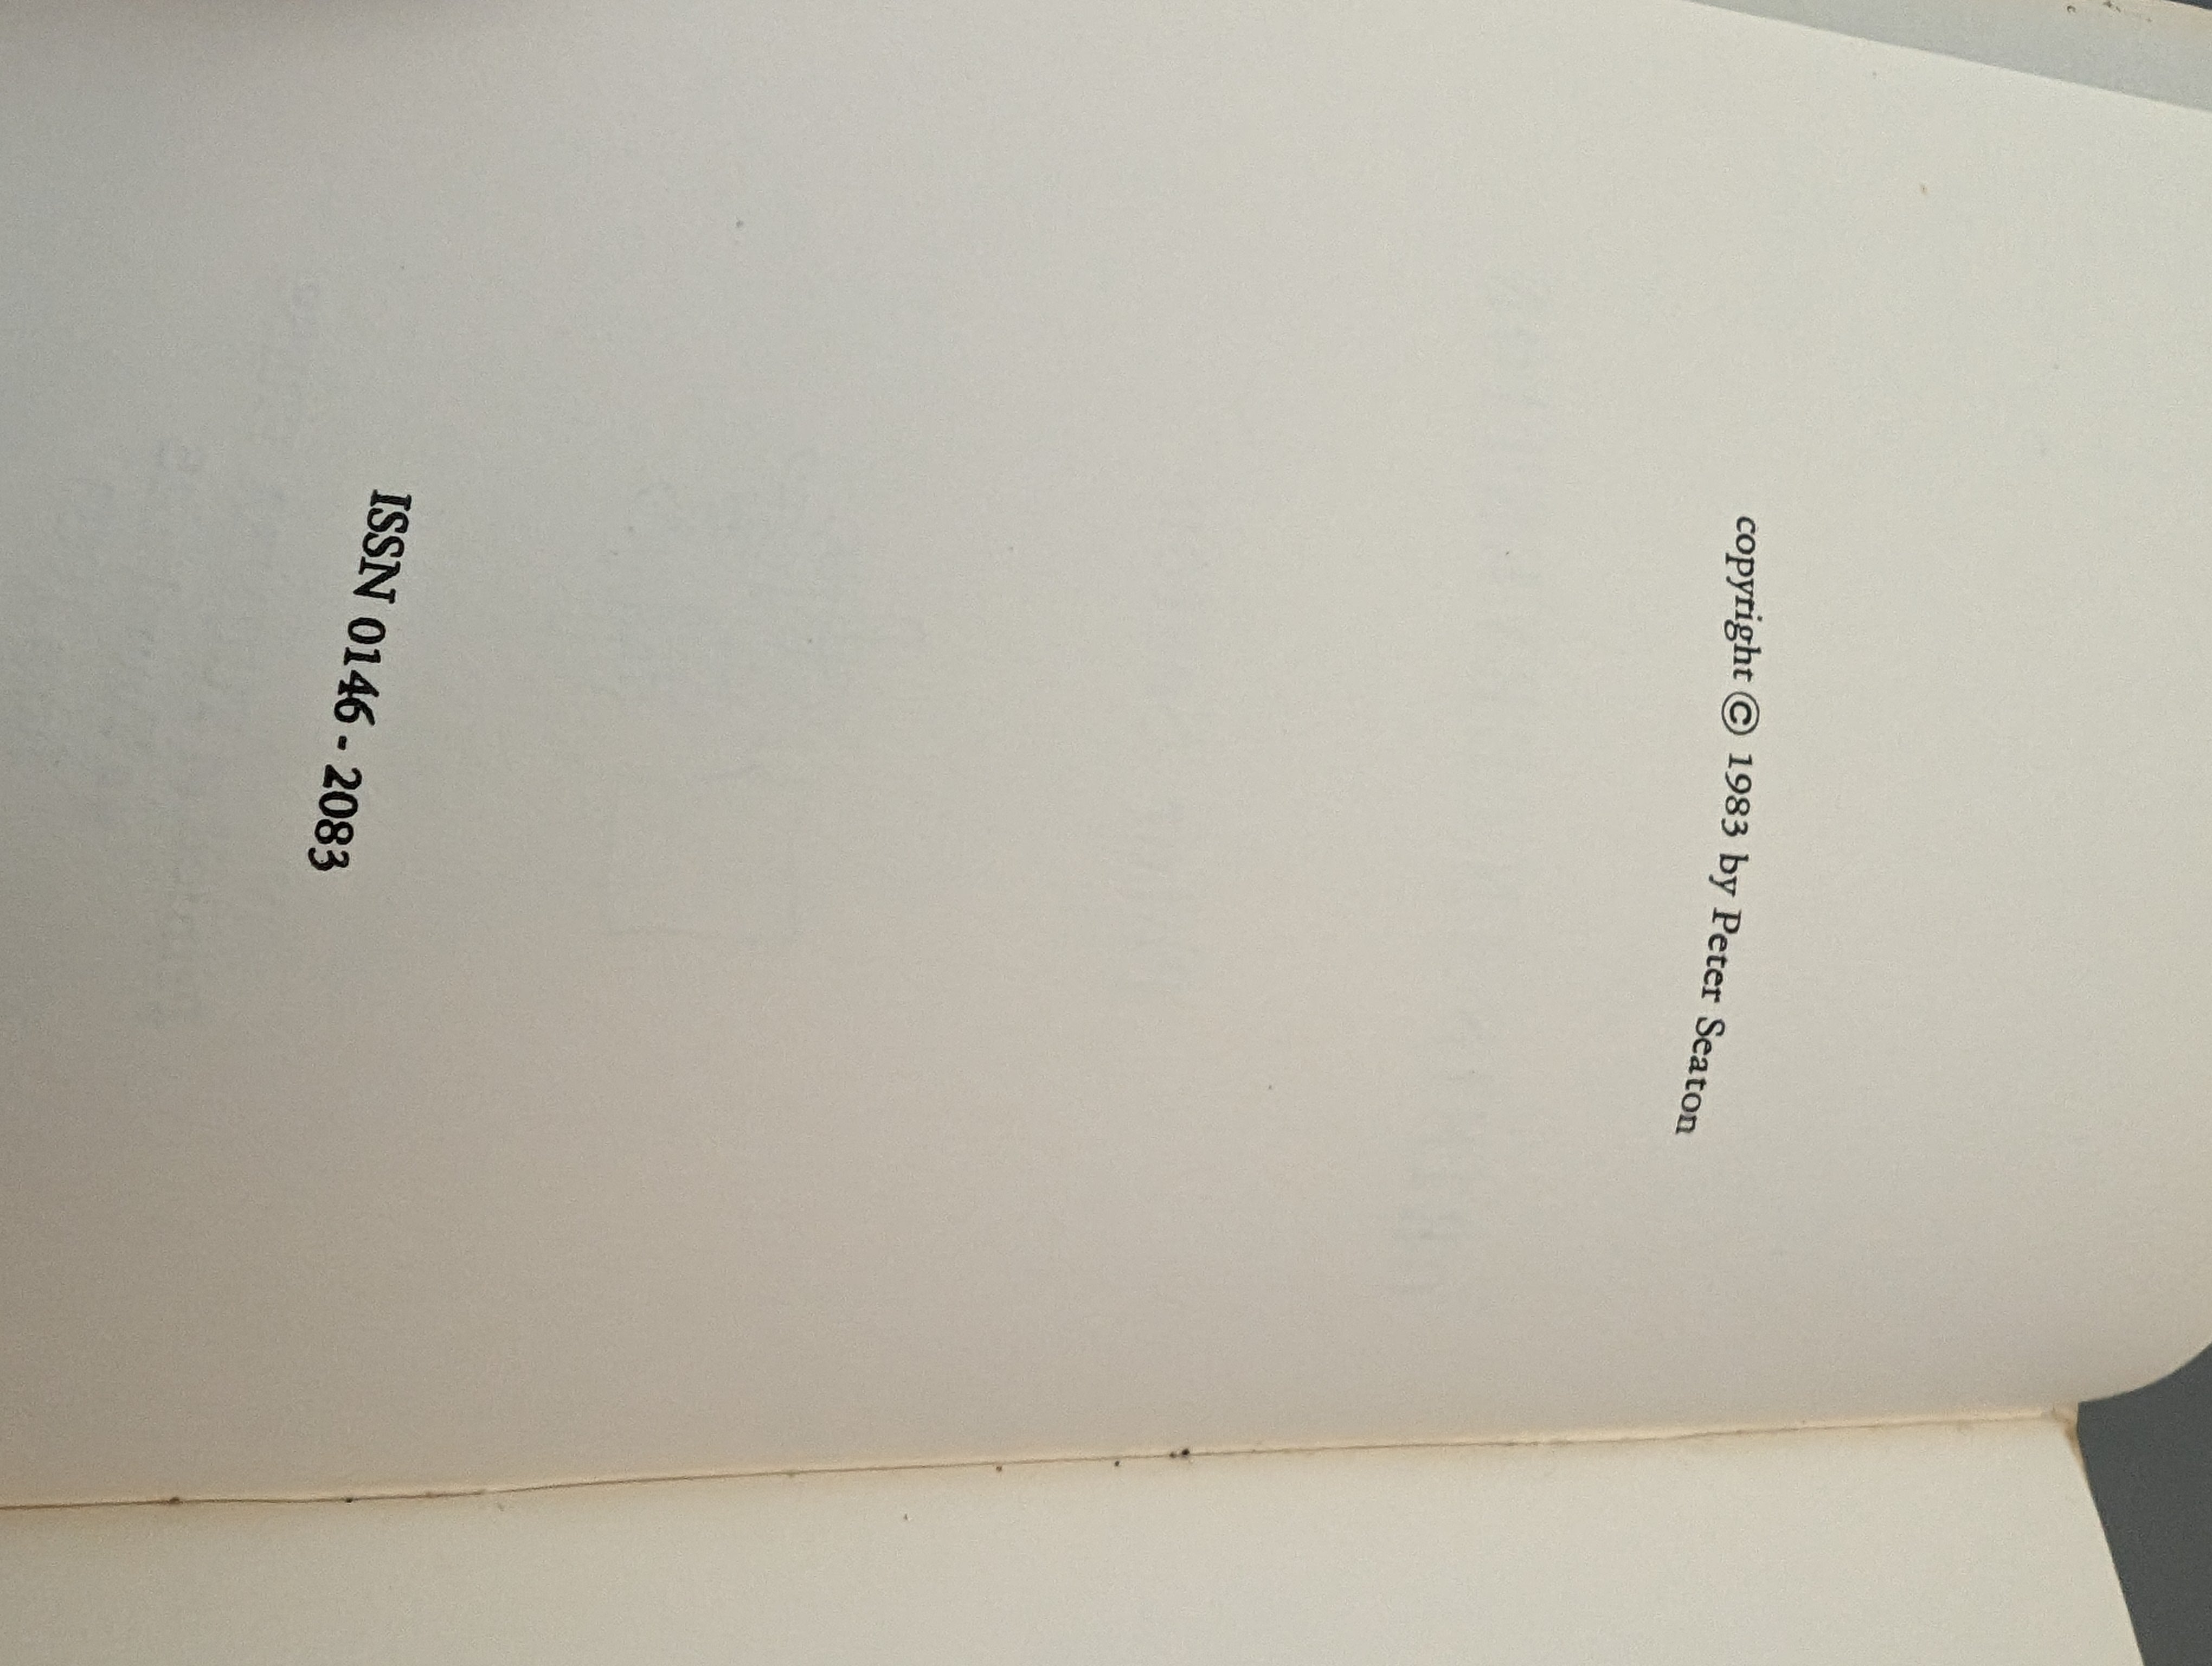 copyright © 1983 by Peter Seaton
ISSN 0146 - 2083